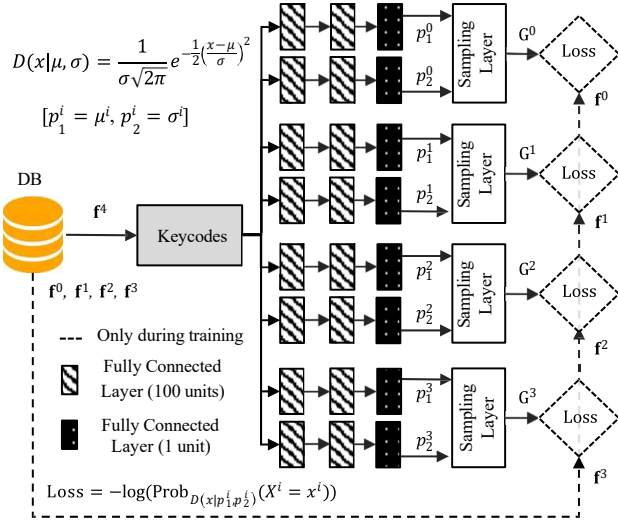 D(x|μ, σ) = 1/(σ√2π) e^{-1/2((x−μ)/σ)^2}
[p_1^i = μ^i, p_2^i = σ^i]
DB
f^4
Keycodes
f^0, f^1, f^2, f^3
Only during training
Fully Connected
Layer (100 units)
Fully Connected
Layer (1 unit)
Loss = −log(Prob_{D(x|p_1^i,p_2^i)}(X^i = x^i))
p_1^0
p_2^0
Sampling
Layer
G^0
Loss
f^0
p_1^1
p_2^1
Sampling
Layer
G^1
Loss
f^1
p_1^2
p_2^2
Sampling
Layer
G^2
Loss
f^2
p_1^3
p_2^3
Sampling
Layer
G^3
Loss
f^3